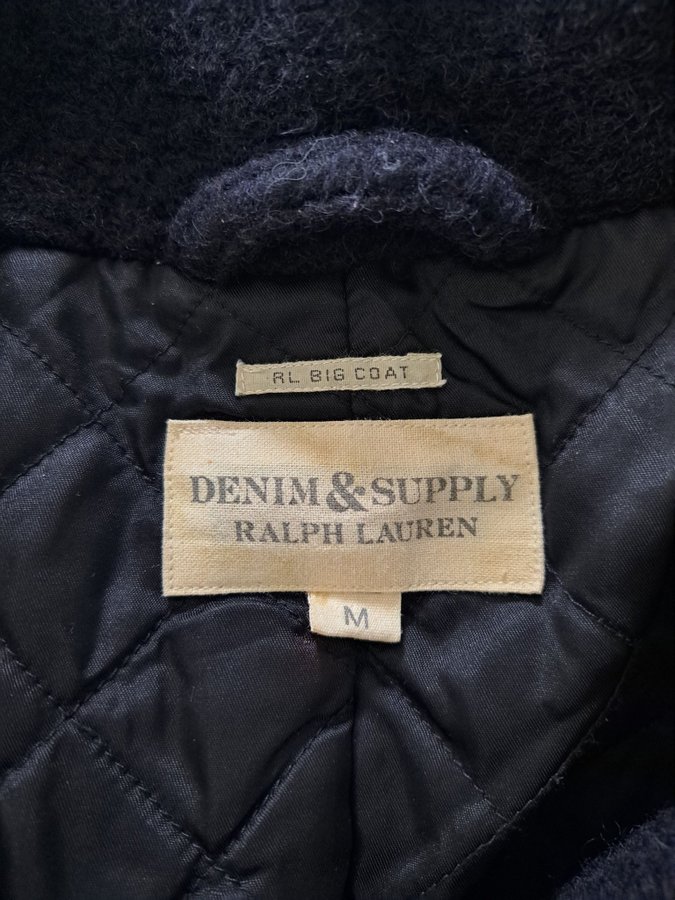 RL BIG COAT
DENIM & SUPPLY
RALPH LAUREN
M